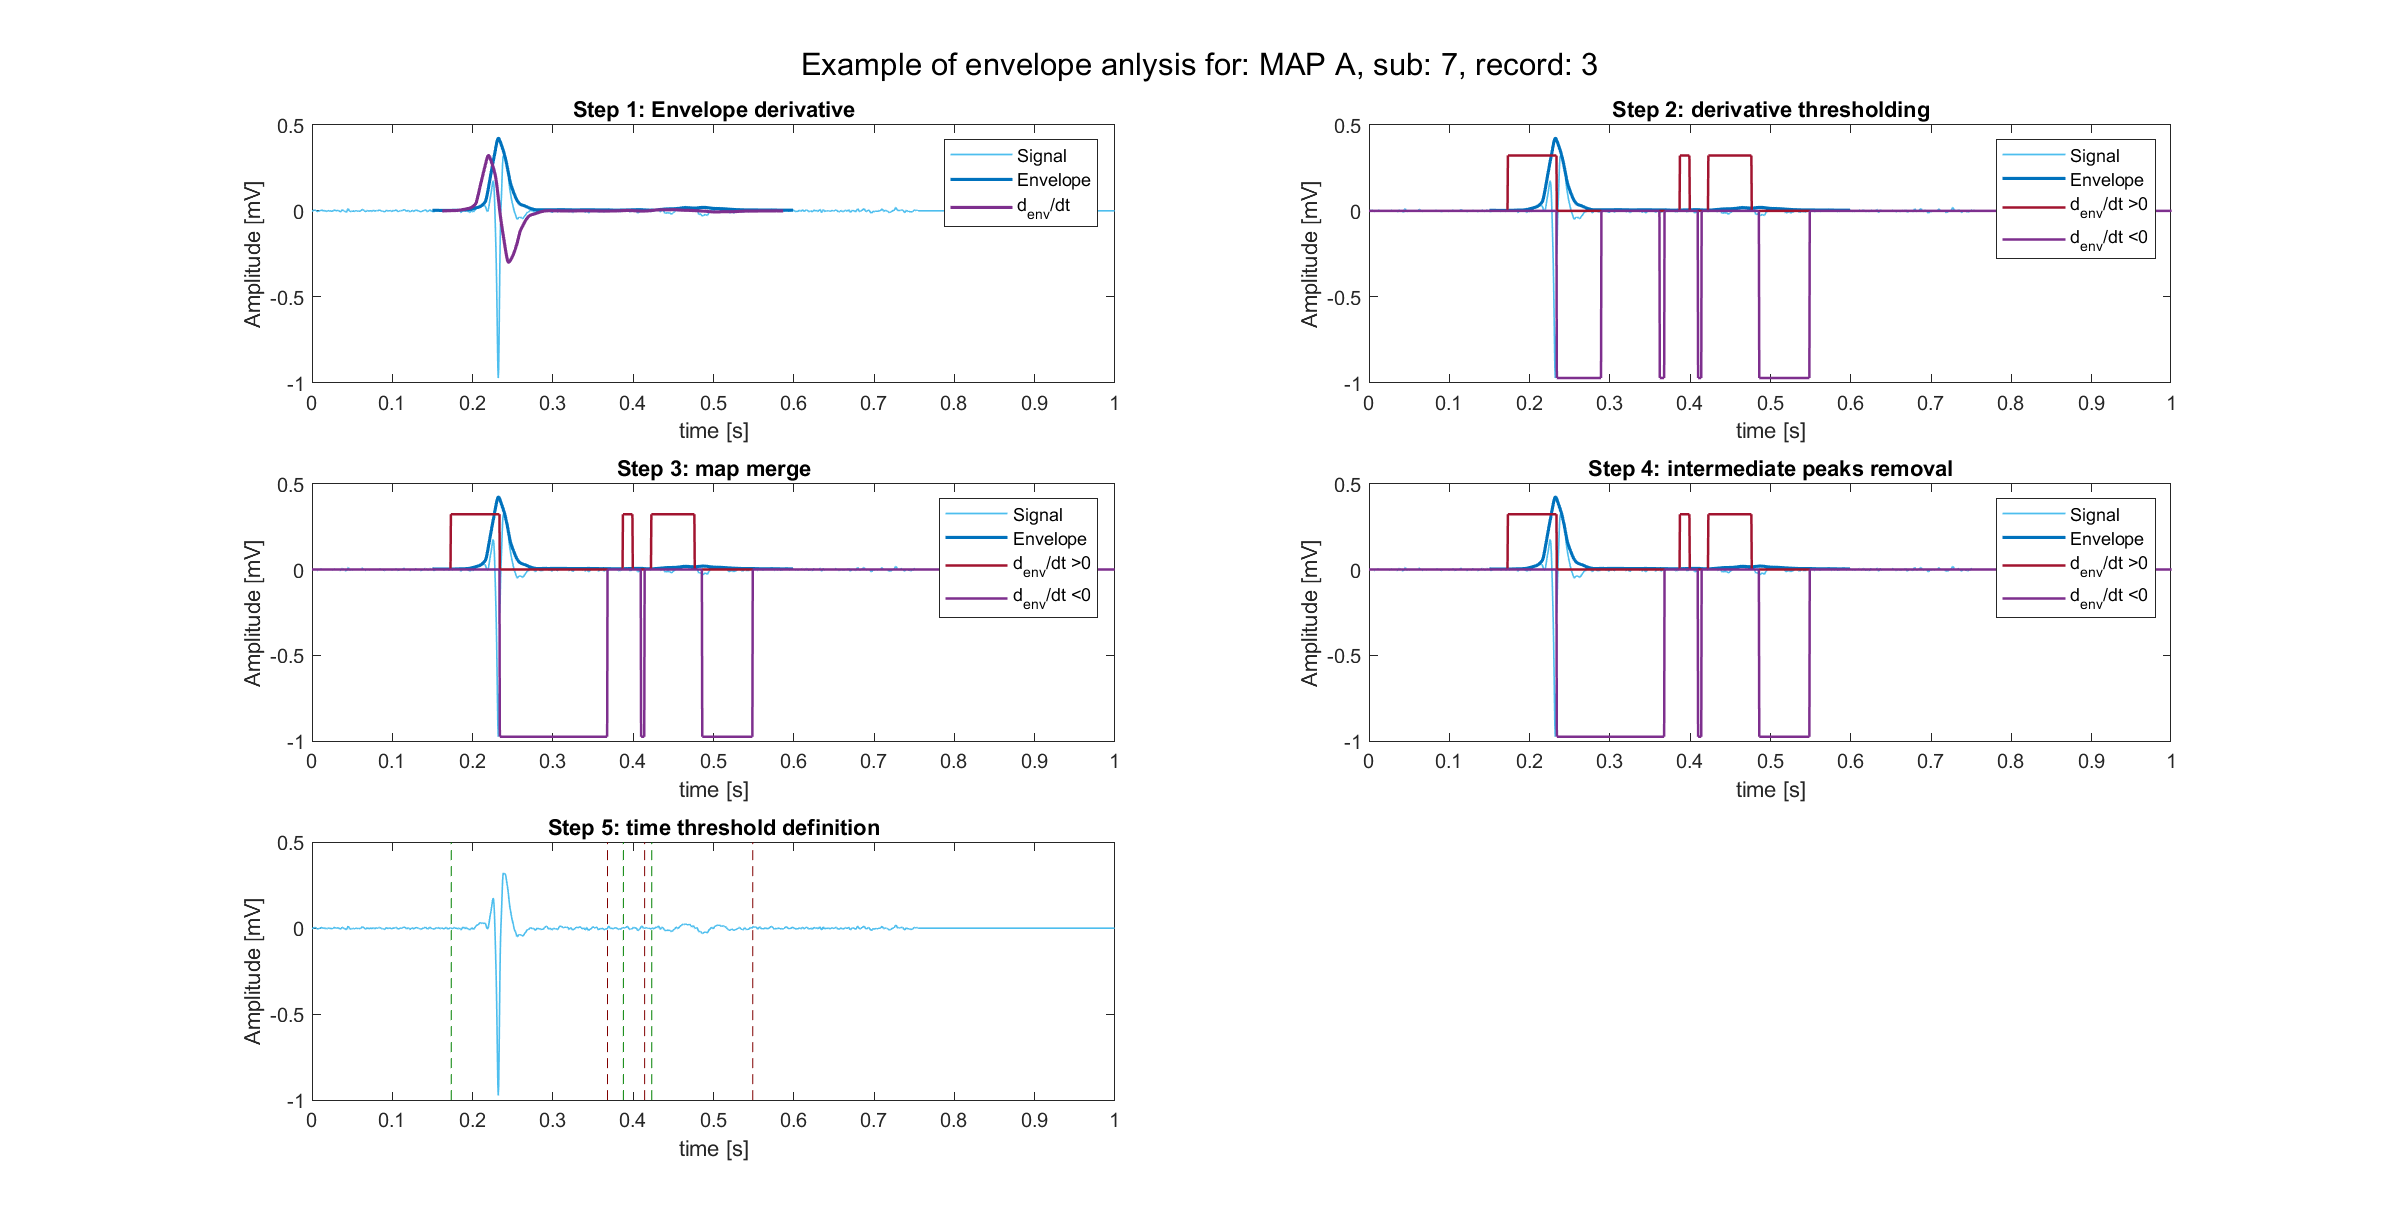 Example of envelope anlysis for: MAP A, sub: 7, record: 3
Step 1: Envelope derivative
0.5
0
-0.5
-1
Amplitude [mV]
0 0.1 0.2 0.3 0.4 0.5 0.6 0.7 0.8 0.9 1
time [s]
Signal
Envelope
d_env/dt
Step 2: derivative thresholding
0.5
0
-0.5
-1
Amplitude [mV]
0 0.1 0.2 0.3 0.4 0.5 0.6 0.7 0.8 0.9 1
time [s]
Signal
Envelope
d_env/dt >0
d_env/dt <0
Step 3: map merge
0.5
0
-0.5
-1
Amplitude [mV]
0 0.1 0.2 0.3 0.4 0.5 0.6 0.7 0.8 0.9 1
time [s]
Signal
Envelope
d_env/dt >0
d_env/dt <0
Step 4: intermediate peaks removal
0.5
0
-0.5
-1
Amplitude [mV]
0 0.1 0.2 0.3 0.4 0.5 0.6 0.7 0.8 0.9 1
time [s]
Signal
Envelope
d_env/dt >0
d_env/dt <0
Step 5: time threshold definition
0.5
0
-0.5
-1
Amplitude [mV]
0 0.1 0.2 0.3 0.4 0.5 0.6 0.7 0.8 0.9 1
time [s]